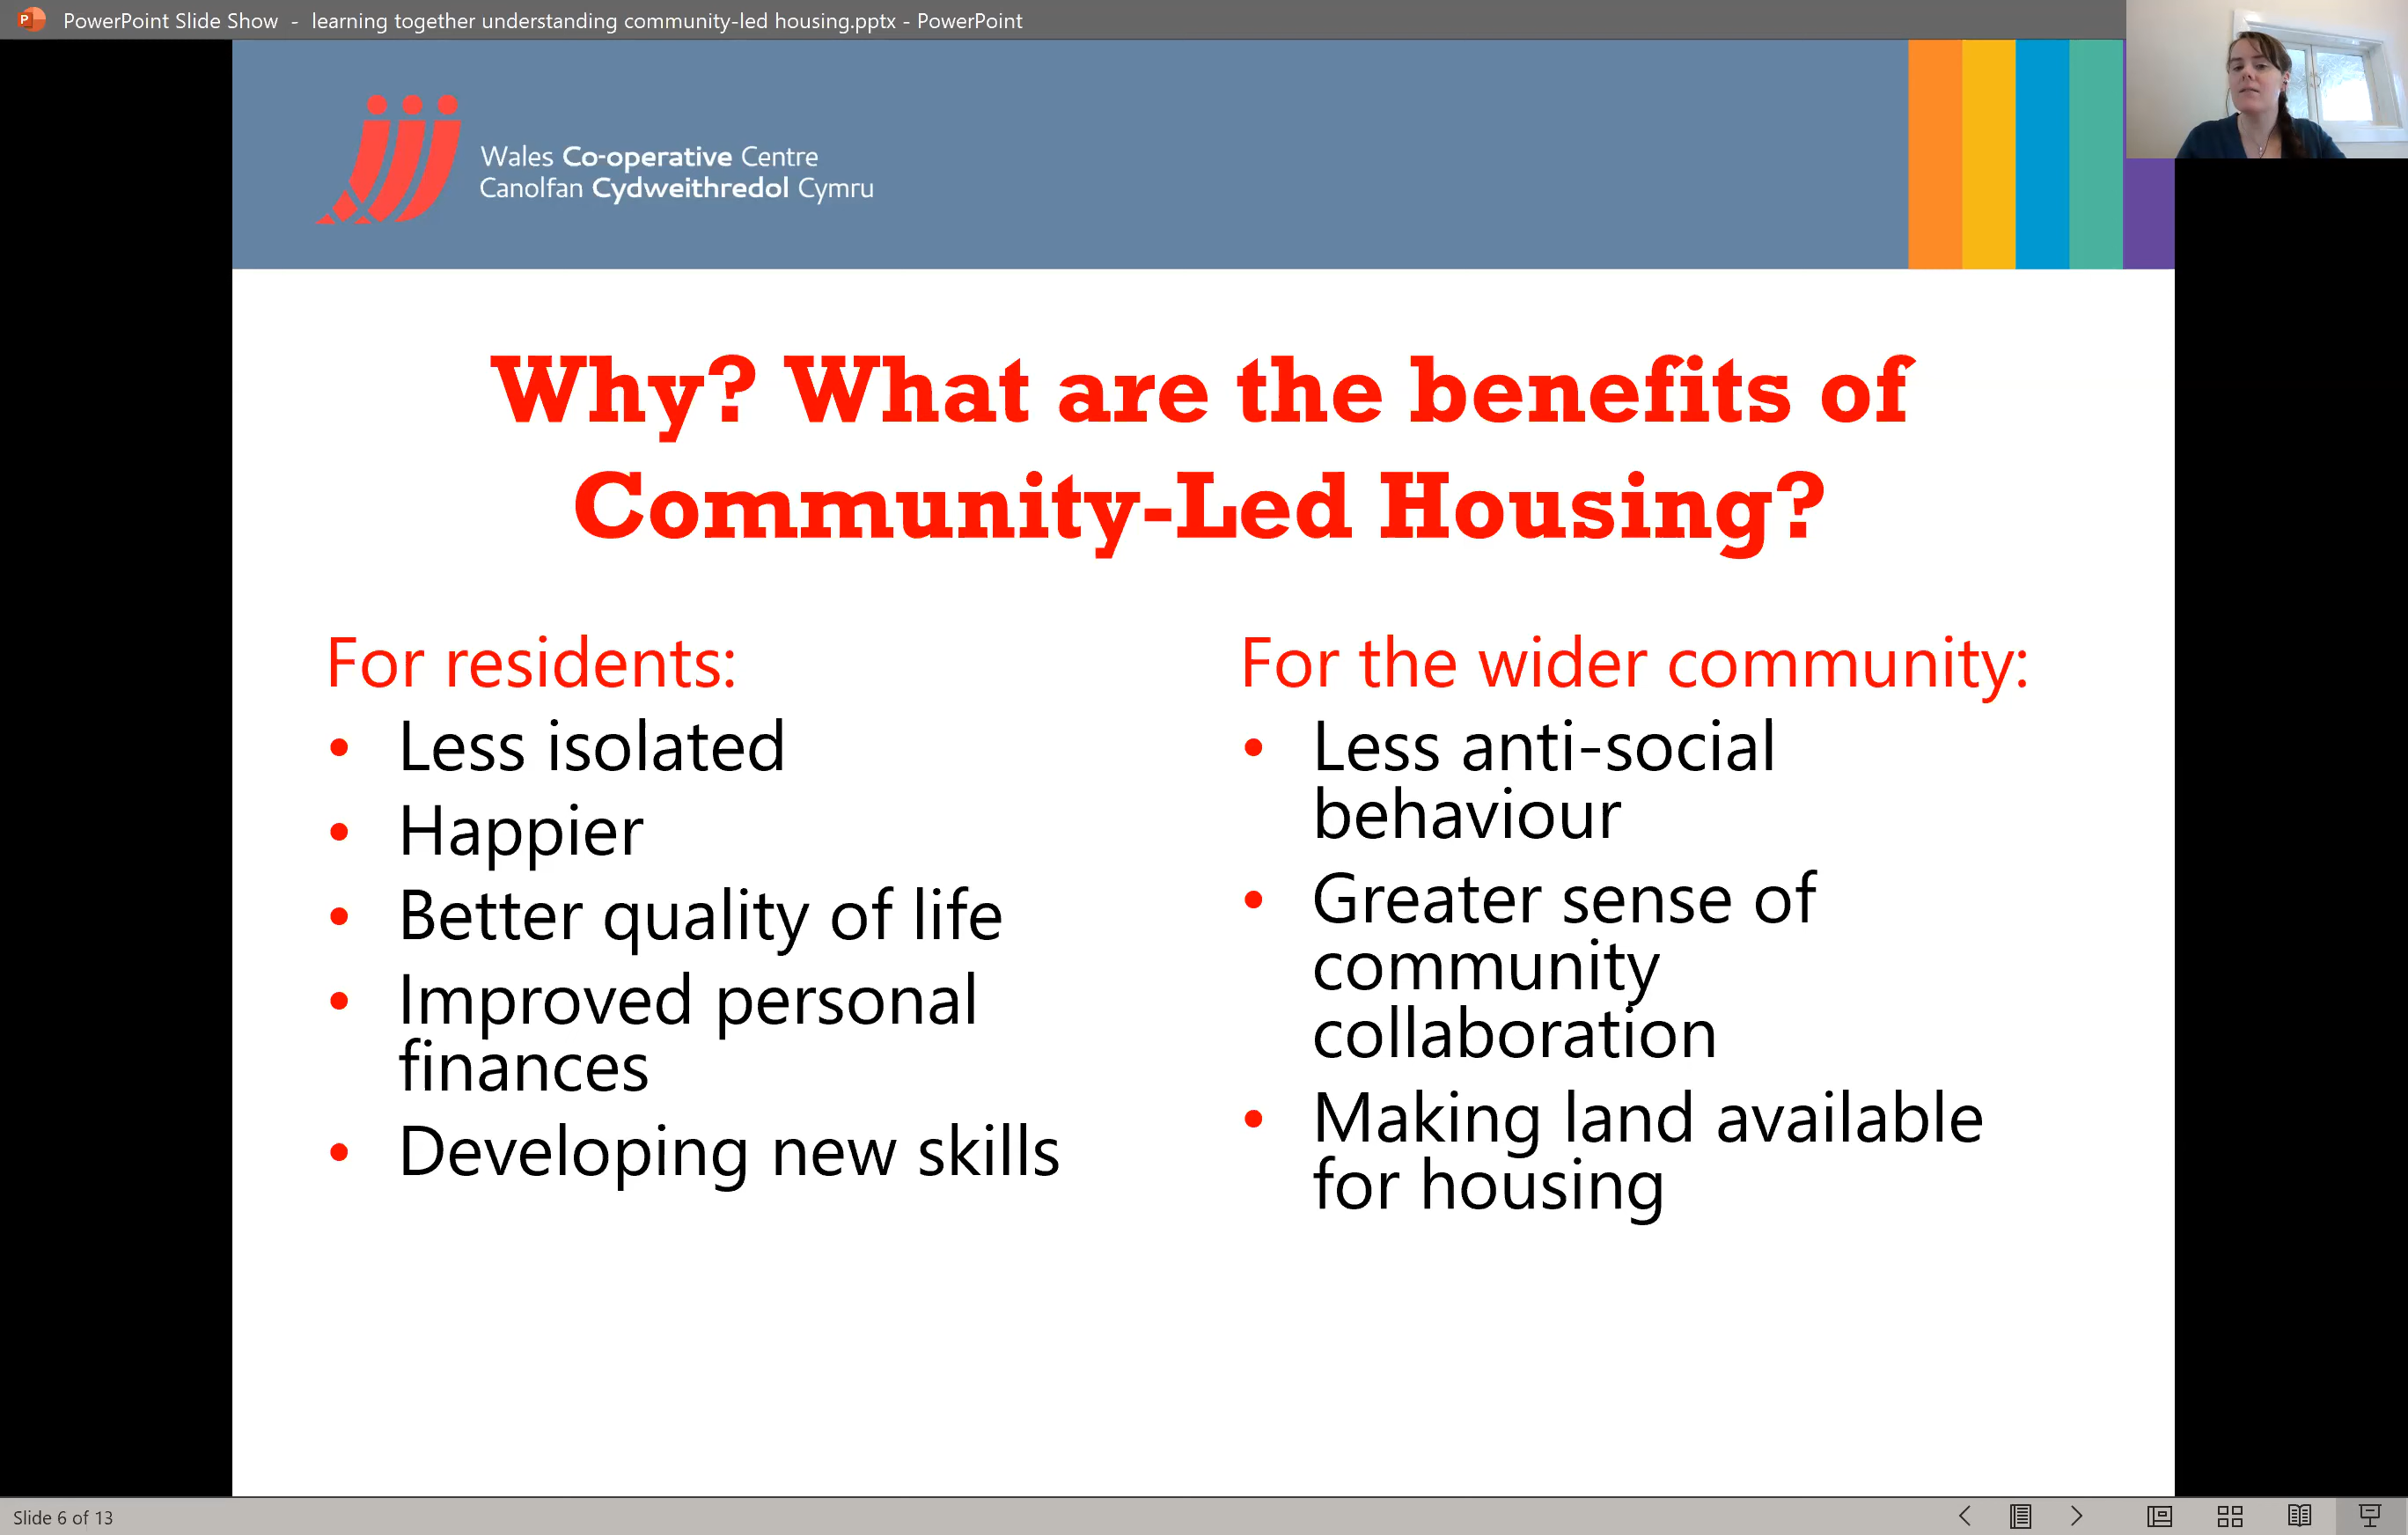 PowerPoint Slide Show - learning together understanding community-led housing.pptx - PowerPoint
Wales Co-operative Centre
Canolfan Cydweithredol Cymru
Why? What are the benefits of
Community-Led Housing?
For residents:
• Less isolated
• Happier
• Better quality of life
• Improved personal
finances
• Developing new skills
For the wider community:
• Less anti-social
behaviour
• Greater sense of
community
collaboration
• Making land available
for housing
Slide 6 of 13